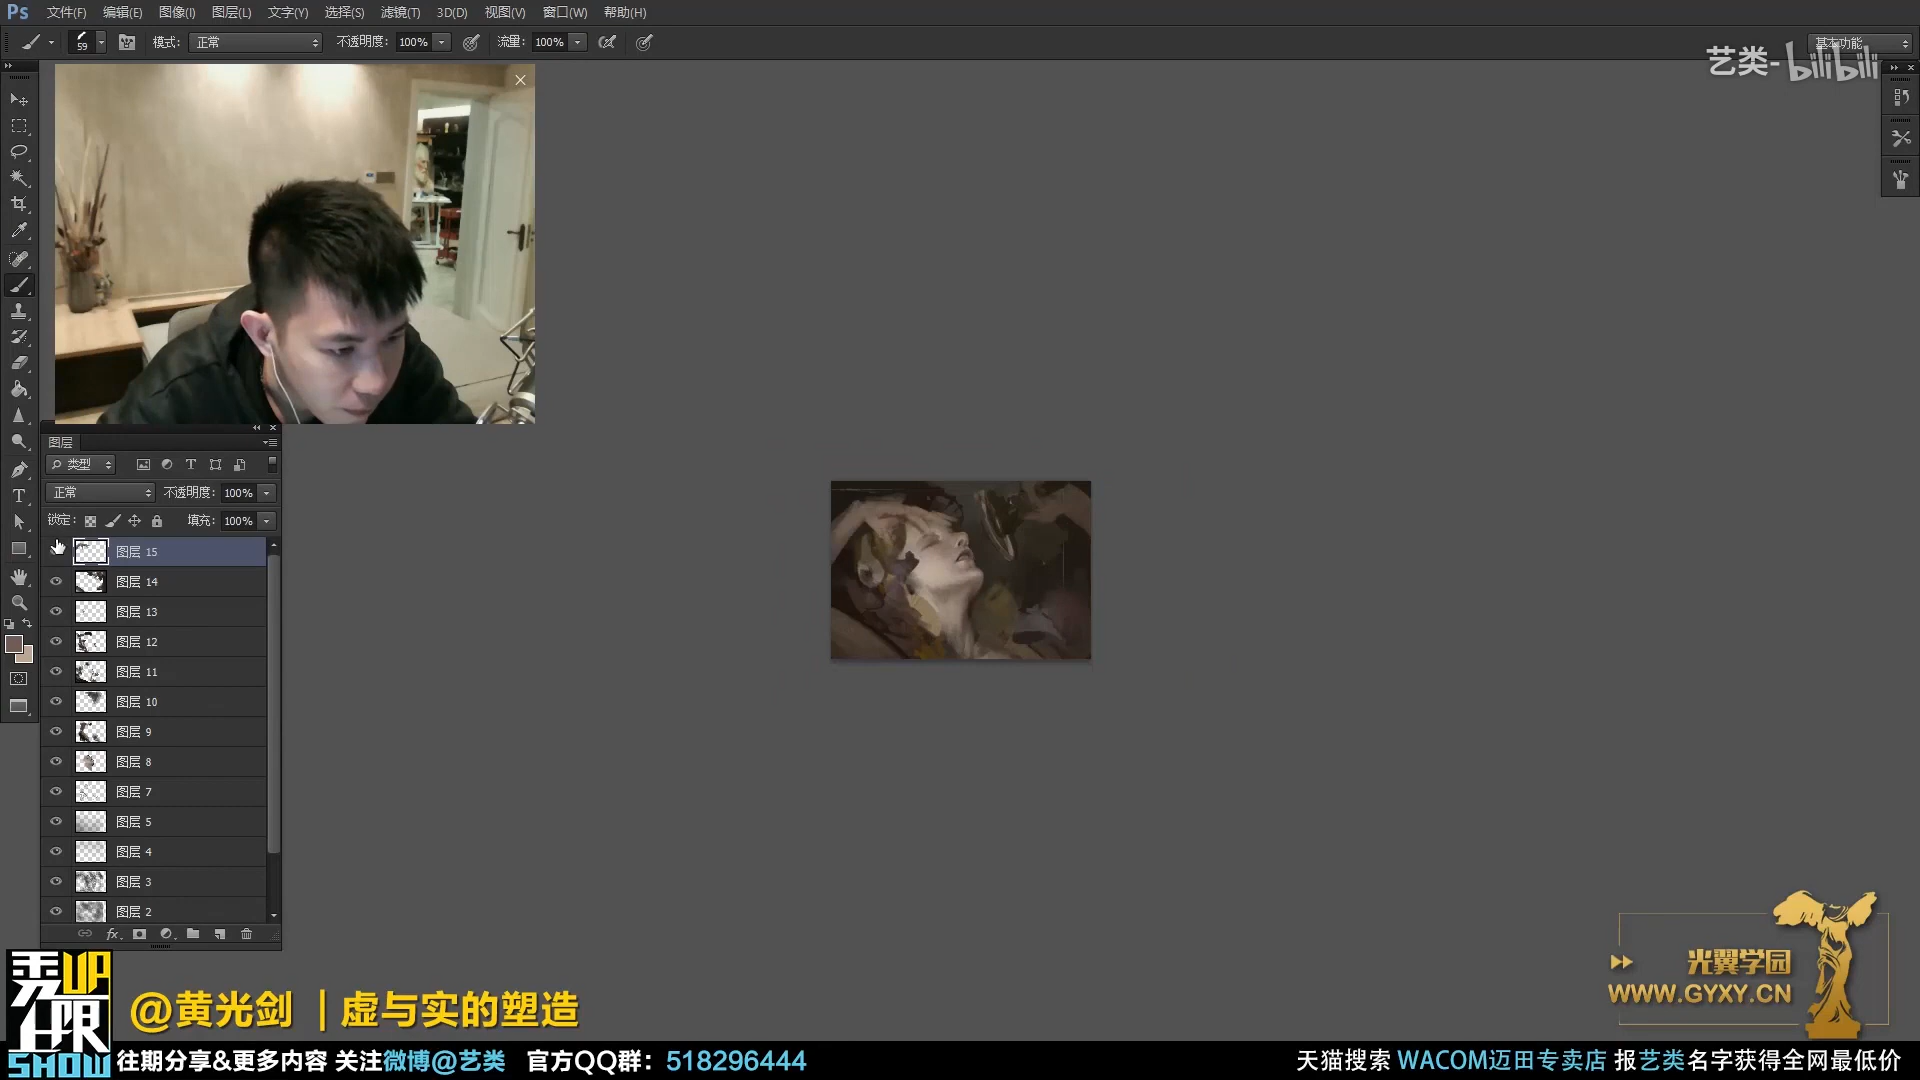 Ps 文件(F) 编辑(E) 图像(I) 图层(L) 文字(Y) 选择(S) 滤镜(T) 3D(D) 视图(V) 窗口(W) 帮助(H)
59 模式: 正常 不透明度: 100% 流量: 100% 基本功能
艺类- bilibili
图层
类型
正常 不透明度: 100%
锁定: 填充: 100%
图层 15
图层 14
图层 13
图层 12
图层 11
图层 10
图层 9
图层 8
图层 7
图层 5
图层 4
图层 3
图层 2
光翼学园
WWW.GYXY.CN
秀UP
HR
SHOW
@黄光剑 | 虚与实的塑造
往期分享&更多内容 关注微博@艺类 官方QQ群：518296444
天猫搜索 WACOM迈田专卖店 报艺类名字获得全网最低价